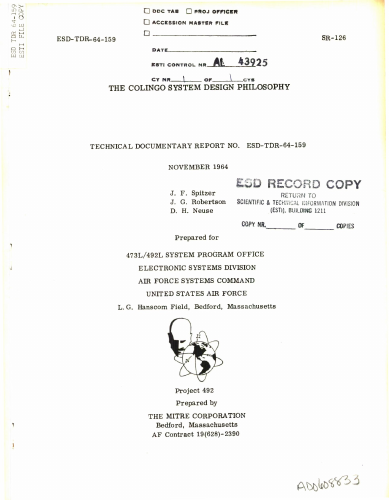 ESD-TDR-64-159
ESTI FILE COPY
☐ DDC TAB ☐ PROJ OFFICER
☐ ACCESSION MASTER FILE
☐
ESD-TDR-64-159
SR-126
DATE
ESTI CONTROL NR AL 43925
CY NR 1 OF 1 CYS
THE COLINGO SYSTEM DESIGN PHILOSOPHY
TECHNICAL DOCUMENTARY REPORT NO. ESD-TDR-64-159
NOVEMBER 1964
J. F. Spitzer
J. G. Robertson
D. H. Neuse
ESD RECORD COPY
RETURN TO
SCIENTIFIC & TECHNICAL INFORMATION DIVISION
(ESTI), BUILDING 1211
COPY NR. OF COPIES
Prepared for
473L/492L SYSTEM PROGRAM OFFICE
ELECTRONIC SYSTEMS DIVISION
AIR FORCE SYSTEMS COMMAND
UNITED STATES AIR FORCE
L.G. Hanscom Field, Bedford, Massachusetts
Project 492
Prepared by
THE MITRE CORPORATION
Bedford, Massachusetts
AF Contract 19(628)-2390
AD0608833